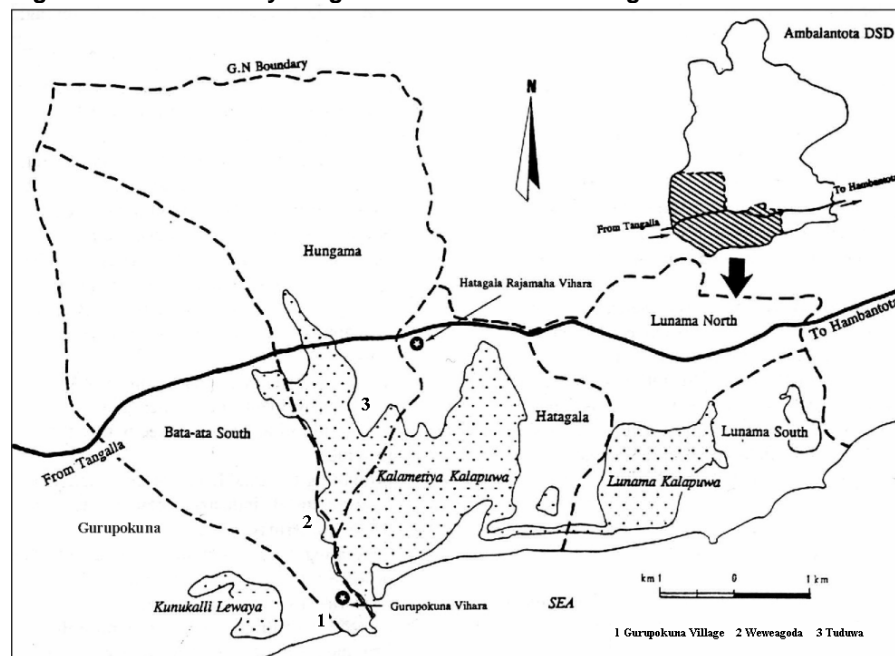 Ambalantota DSD
G.N Boundary
N
To Hambantota
From Tangalla
Hungama
Hatagala Rajamaha Vihara
Lunama North
To Hambantota
3
Bata-ata South
Hatagala
Lunama South
From Tangalla
Kalametiya Kalapuwa
Lunama Kalapuwa
2
Gurupokuna
Kunukalli Lewaya
Gurupokuna Vihara
SEA
km 1 0 1 km
1
1 Gurupokuna Village 2 Weweagoda 3 Tuduwa